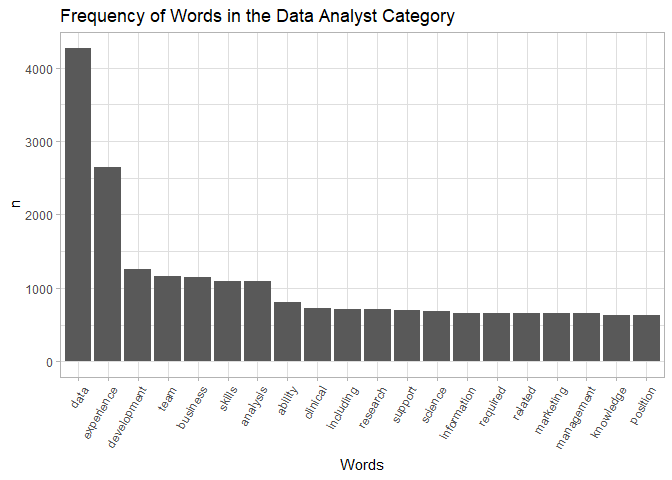 Frequency of Words in the Data Analyst Category
4000
3000
2000
1000
0
n
data
experience
development
team
business
skills
analysis
ability
clinical
including
research
support
science
information
required
related
marketing
management
knowledge
position
Words